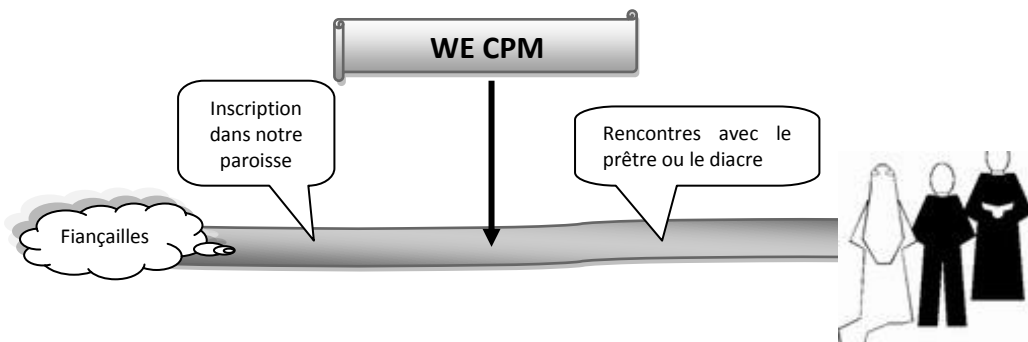 WE CPM
Inscription
dans notre
paroisse
Rencontres avec le
prêtre ou le diacre
Fiançailles